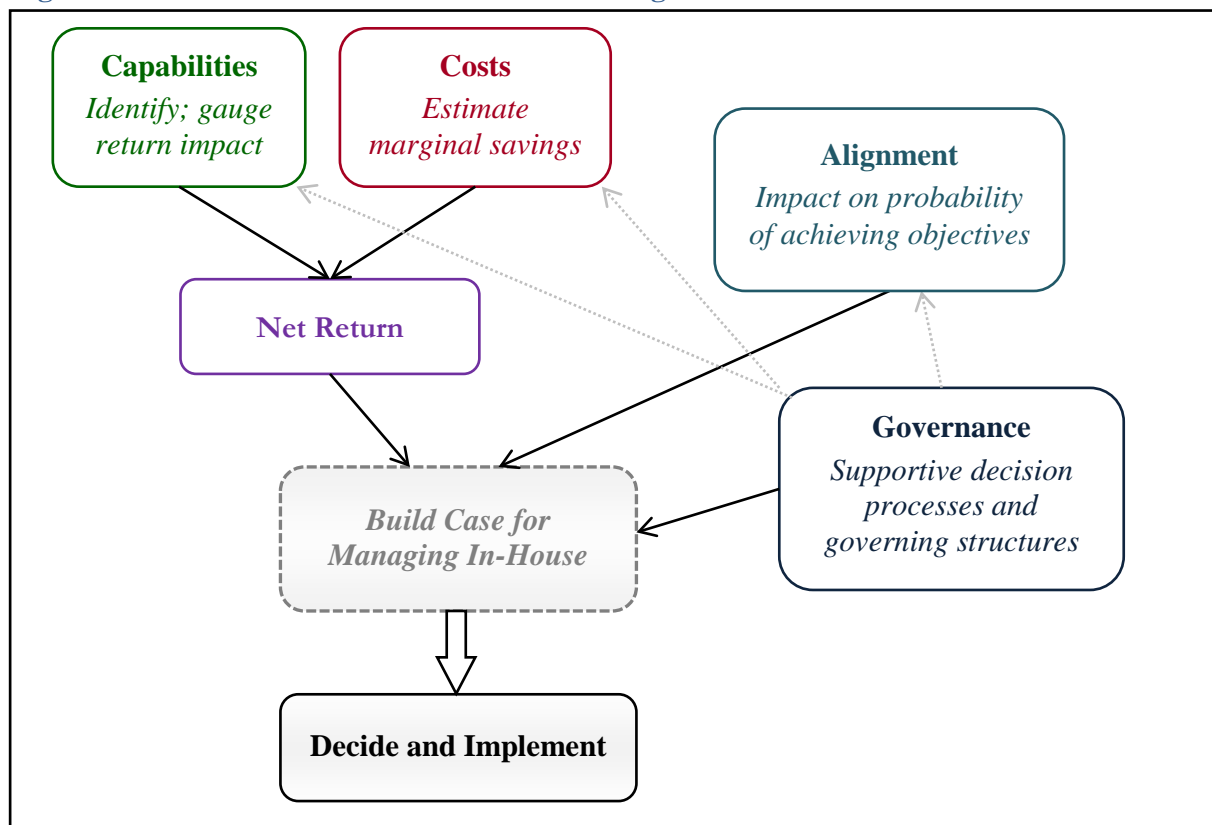 Capabilities
Identify; gauge
return impact
Costs
Estimate
marginal savings
Alignment
Impact on probability
of achieving objectives
Net Return
Governance
Supportive decision
processes and
governing structures
Build Case for
Managing In-House
Decide and Implement